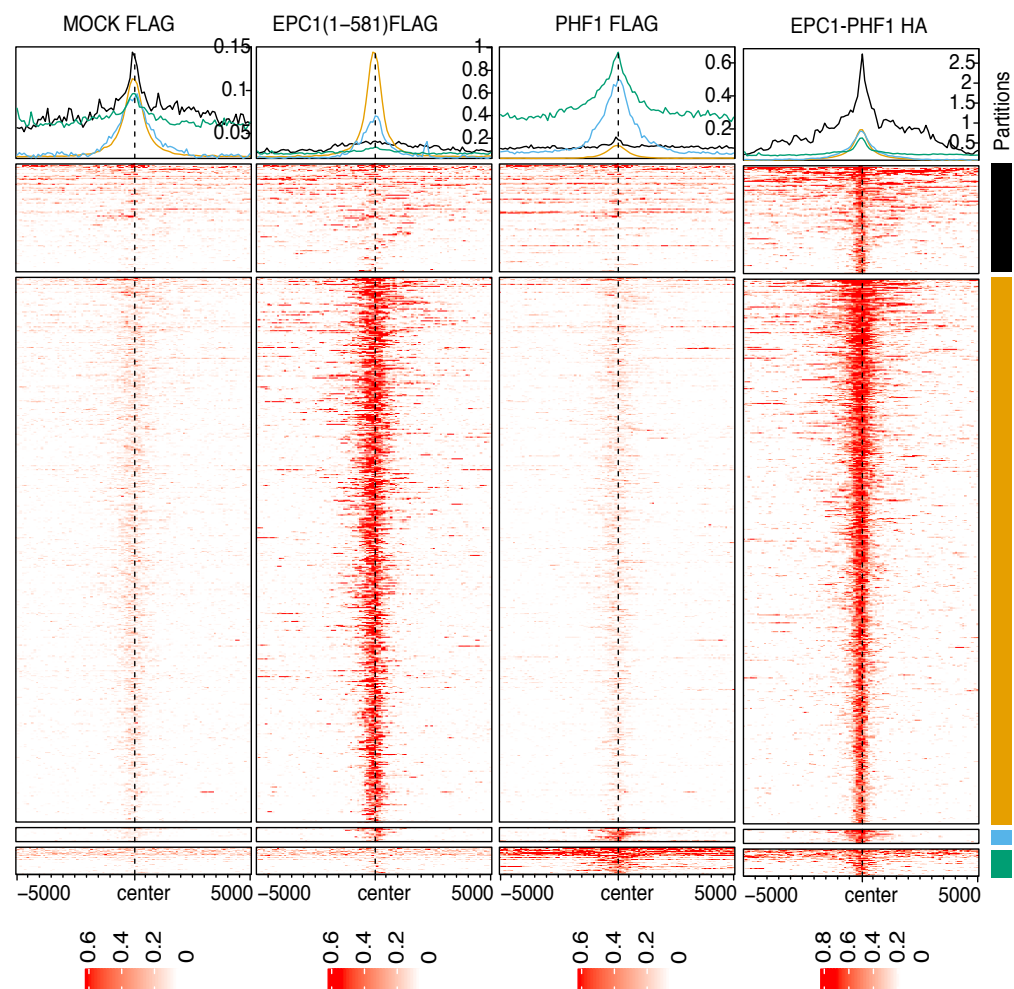 MOCK FLAG
EPC1(1−581)FLAG
PHF1 FLAG
EPC1-PHF1 HA
0.15
0.1
0.05
1
0.8
0.6
0.4
0.2
0.6
0.4
0.2
2.5
2
1.5
1
0.5
Partitions
−5000 center 5000
−5000 center 5000
−5000 center 5000
−5000 center 5000
0.6 0.4 0.2 0
0.6 0.4 0.2 0
0.6 0.4 0.2 0
0.8 0.6 0.4 0.2 0